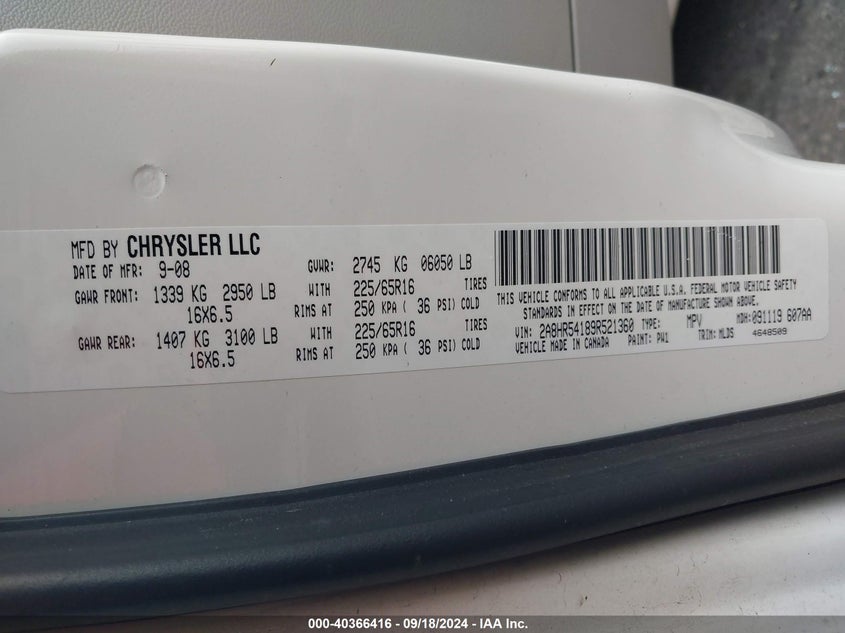 MFD BY CHRYSLER LLC
DATE OF MFR: 9-08 GVWR: 2745 KG 06050 LB
GAWR FRONT: 1339 KG 2950 LB WITH 225/65R16 TIRES
16X6.5 RIMS AT 250 KPA ( 36 PSI) COLD
GAWR REAR: 1407 KG 3100 LB WITH 225/65R16 TIRES
16X6.5 RIMS AT 250 KPA ( 36 PSI) COLD
THIS VEHICLE CONFORMS TO ALL APPLICABLE U.S.A. FEDERAL MOTOR VEHICLE SAFETY
STANDARDS IN EFFECT ON THE DATE OF MANUFACTURE SHOWN ABOVE.
VIN: 2A8HR54189R521360 TYPE: MPV MDH: 091119 607AA
VEHICLE MADE IN CANADA PAINT: PW1 TRIM: MLDS 4648509
000-40366416 - 09/18/2024 - IAA Inc.